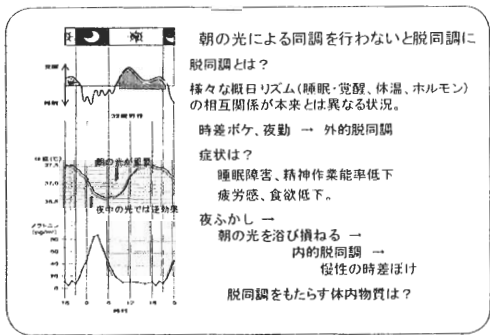 朝の光による同調を行わないと脱同調に
脱同調とは？
様々な概日リズム(睡眠・覚醒、体温、ホルモン)
の相互関係が本来とは異なる状況。
時差ボケ、夜勤 → 外的脱同調
症状は？
睡眠障害、精神作業能率低下
疲労感、食欲低下。
夜ふかし →
朝の光を浴び損ねる →
内的脱同調 →
慢性の時差ぼけ
脱同調をもたらす体内物質は？
朝の光が重要
夜中の光では逆効果
37.0
メラトニン